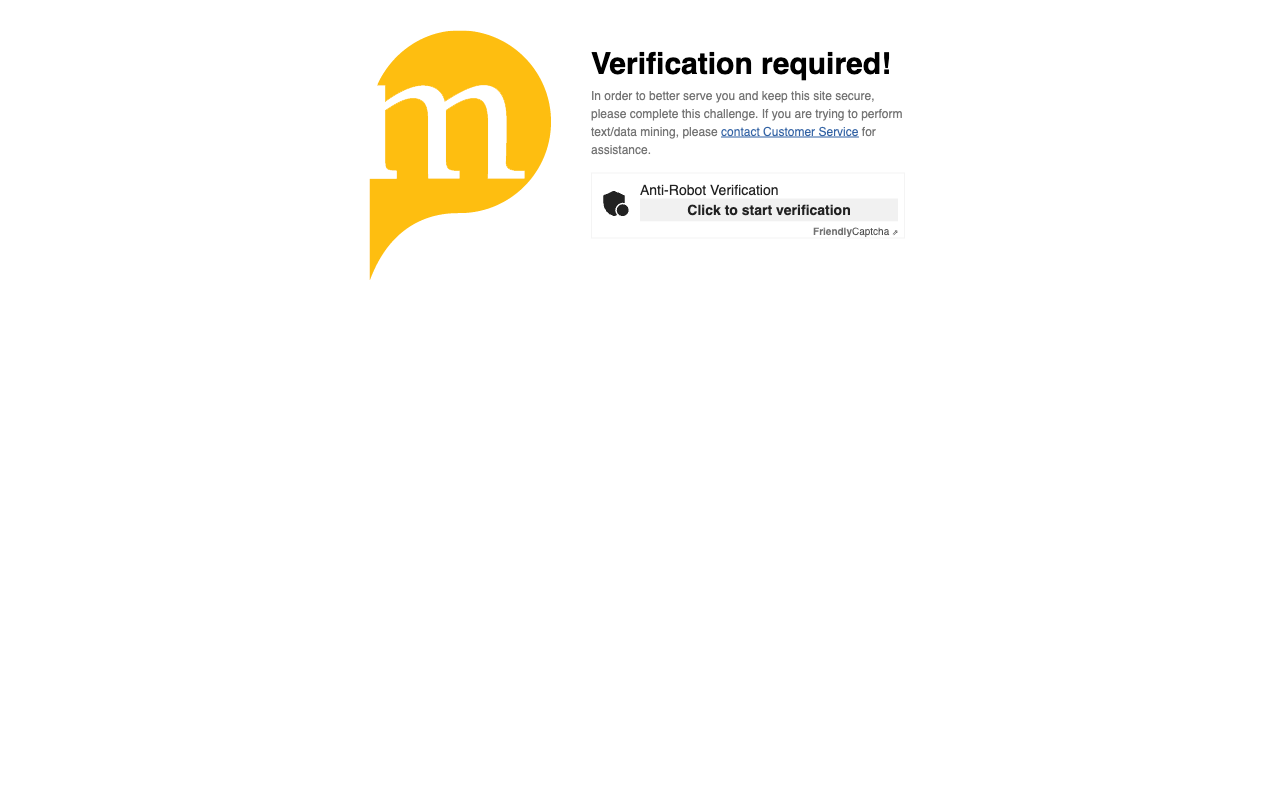 m
Verification required!
In order to better serve you and keep this site secure,
please complete this challenge. If you are trying to perform
text/data mining, please contact Customer Service for
assistance.
Anti-Robot Verification
Click to start verification
FriendlyCaptcha ⇗